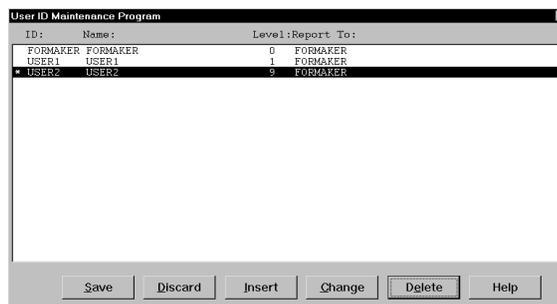 User ID Maintenance Program
ID: Name: Level:Report To:
FORMAKER FORMAKER 0 FORMAKER
USER1 USER1 1 FORMAKER
* USER2 USER2 9 FORMAKER
Save Discard Insert Change Delete Help